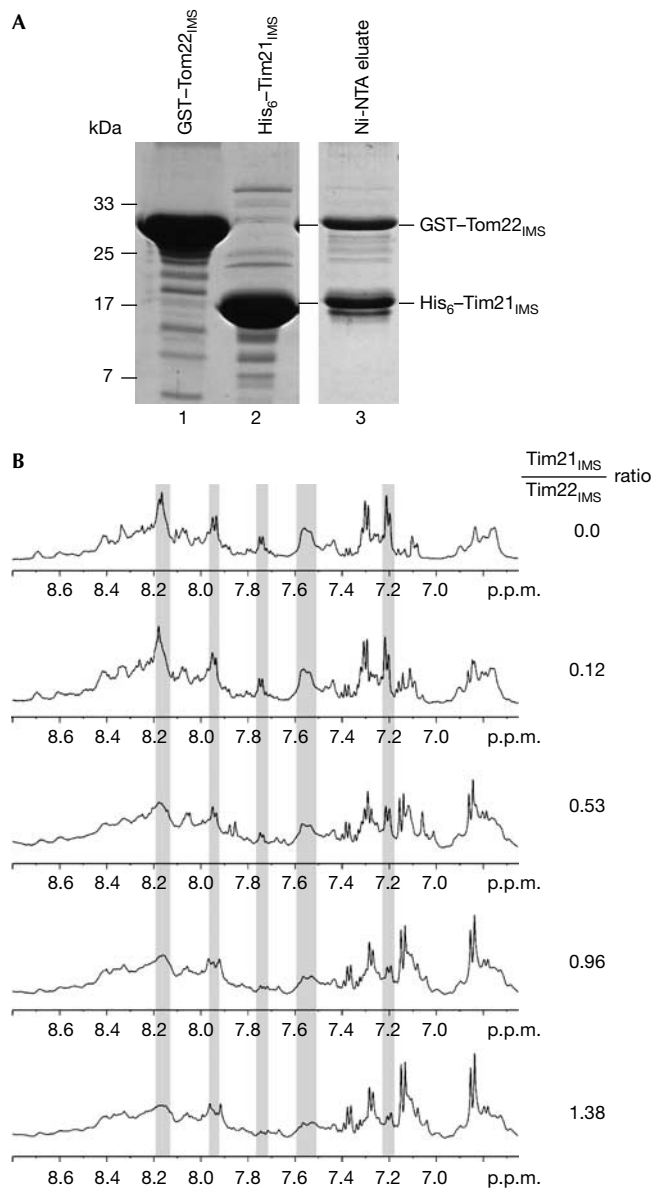 A
GST–Tom22IMS
His6–Tim21IMS
Ni-NTA eluate
kDa
33
25
17
7
GST–Tom22IMS
His6–Tim21IMS
1 2 3
B
Tim21IMS
Tim22IMS
ratio
0.0
8.6 8.4 8.2 8.0 7.8 7.6 7.4 7.2 7.0 p.p.m.
0.12
8.6 8.4 8.2 8.0 7.8 7.6 7.4 7.2 7.0 p.p.m.
0.53
8.6 8.4 8.2 8.0 7.8 7.6 7.4 7.2 7.0 p.p.m.
0.96
8.6 8.4 8.2 8.0 7.8 7.6 7.4 7.2 7.0 p.p.m.
1.38
8.6 8.4 8.2 8.0 7.8 7.6 7.4 7.2 7.0 p.p.m.